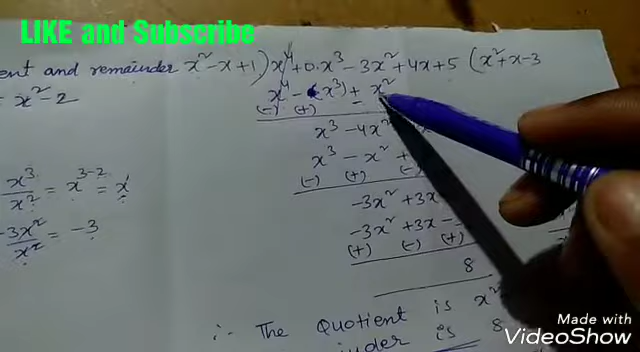 LIKE and Subscribe
ent and remainder x²-x+1) x⁴+0·x³-3x²+4x+5 (x²+x-3
= x²-2
x⁴ - (x³) + x²
(-) (+) -
x³ - 4x²
x³ - x² +
(-) (+) (-)
x³/x² = x³⁻² = x
-3x² + 3x
-3x²/x² = -3
-3x² + 3x -
(+) (-) (+)
8
∴ The Quotient is x²
inder is 8
Made with
VideoShow